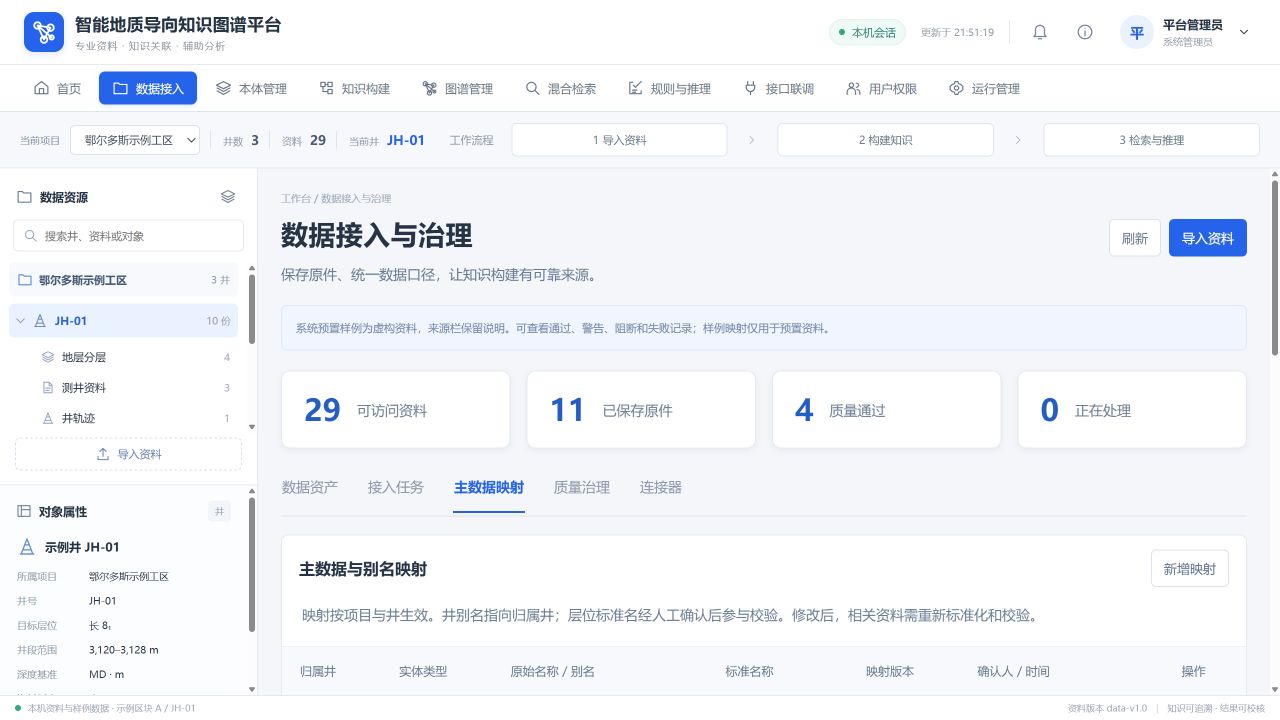 智能地质导向知识图谱平台
专业资料 · 知识关联 · 辅助分析
本机会话
更新于 21:51:19
平
平台管理员
系统管理员
首页
数据接入
本体管理
知识构建
图谱管理
混合检索
规则与推理
接口联调
用户权限
运行管理
当前项目
鄂尔多斯示例工区
井数 3
资料 29
当前井 JH-01
工作流程
1 导入资料
2 构建知识
3 检索与推理
数据资源
搜索井、资料或对象
鄂尔多斯示例工区
3 井
JH-01
10 份
地层分层
4
测井资料
3
井轨迹
1
导入资料
对象属性
井
示例井 JH-01
所属项目
鄂尔多斯示例工区
井号
JH-01
目标层位
长 8₁
井段范围
3,120–3,128 m
深度基准
MD · m
工作台 / 数据接入与治理
数据接入与治理
保存原件、统一数据口径，让知识构建有可靠来源。
刷新
导入资料
系统预置样例为虚构资料，来源栏保留说明。可查看通过、警告、阻断和失败记录；样例映射仅用于预置资料。
29 可访问资料
11 已保存原件
4 质量通过
0 正在处理
数据资产
接入任务
主数据映射
质量治理
连接器
主数据与别名映射
新增映射
映射按项目与井生效。井别名指向归属井；层位标准名经人工确认后参与校验。修改后，相关资料需重新标准化和校验。
归属井
实体类型
原始名称 / 别名
标准名称
映射版本
确认人 / 时间
操作
本机资料与样例数据 · 示例区块 A / JH-01
资料版本 data-v1.0
知识可追溯 · 结果可校核